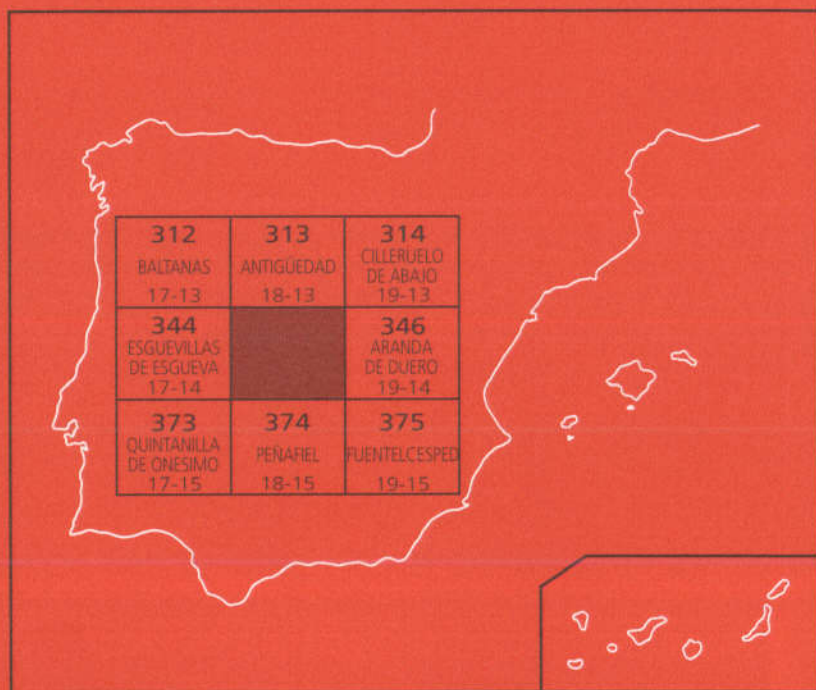 312
BALTANAS
17-13
313
ANTIGÜEDAD
18-13
314
CILLERUELO
DE ABAJO
19-13
344
ESGUEVILLAS
DE ESGUEVA
17-14
346
ARANDA
DE DUERO
19-14
373
QUINTANILLA
DE ONESIMO
17-15
374
PEÑAFIEL
18-15
375
FUENTELCESPED
19-15